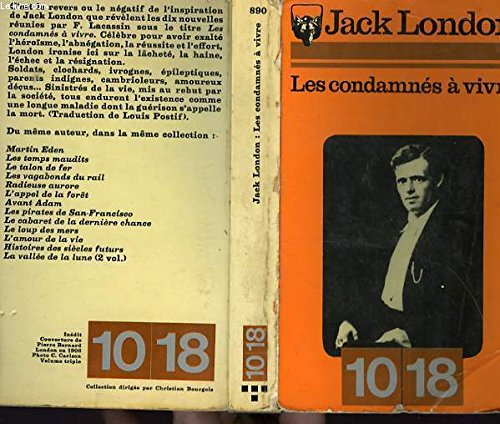 revers ou le négatif de l'inspiration
de Jack London que révèlent les dix nouvelles
réunies par F. Lacassin sous le titre Les
condamnés à vivre. Célèbre pour avoir exalté
l'héroïsme, l'abnégation, la réussite et l'effort,
London ironise ici sur la lâcheté, la haine,
l'échec et la résignation.
Soldats, clochards, ivrognes, épileptiques,
parents indignes, cambrioleurs, amoureux
déçus... Sinistrés de la vie, mis au rebut par
la société, tous endurent l'existence comme
une longue maladie dont la guérison s'appelle
la mort. (Traduction de Louis Postif).
Du même auteur, dans la même collection :
Martin Eden
Les temps maudits
Le talon de fer
Les vagabonds du rail
Radieuse aurore
L'appel de la forêt
Avant Adam
Les pirates de San-Francisco
Le cabaret de la dernière chance
Le loup des mers
L'amour de la vie
Histoires des siècles futurs
La vallée de la lune (2 vol.)
Inédit
Couverture de
Pierre Bernard
London en 1906
Photo C. Carlson
Volume triple
10 18
Collection dirigée par Christian Bourgois
890
Jack London : Les condamnés à vivre
10 18
Jack London
Les condamnés à vivr
10 18